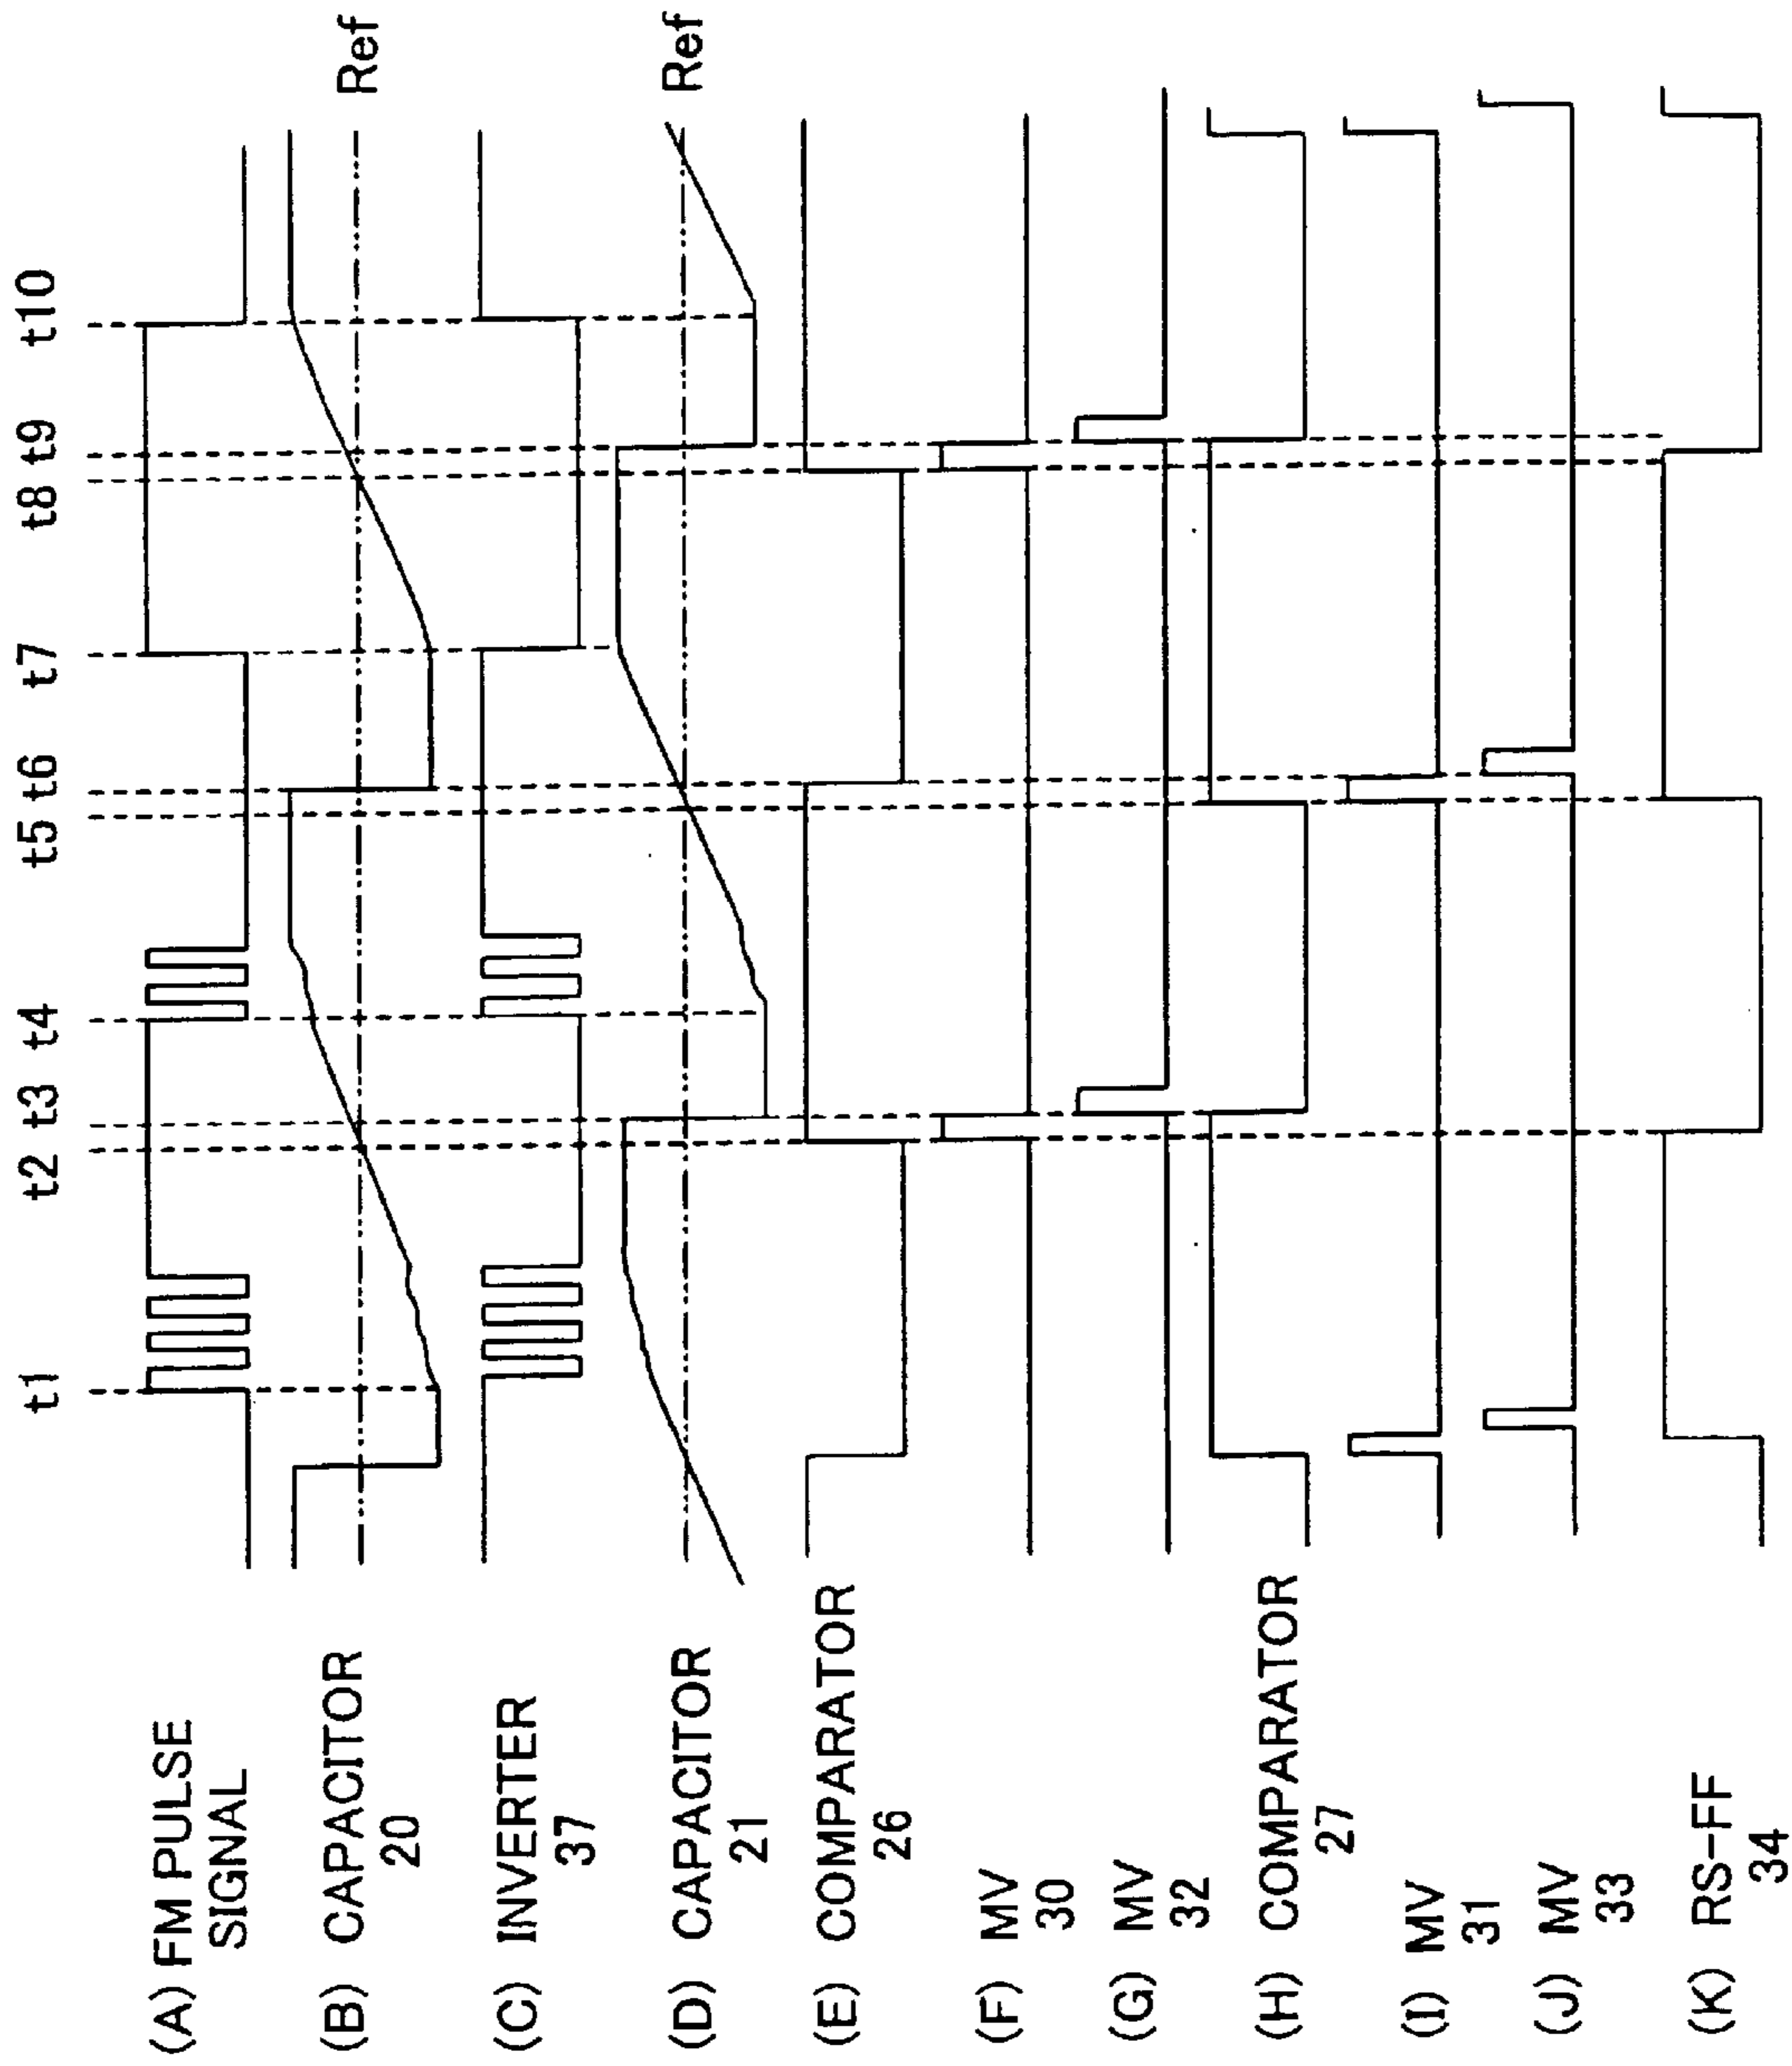 t1 t2 t3 t4 t5 t6 t7 t8 t9 t10
(A) FM PULSE
SIGNAL
(B) CAPACITOR
20
Ref
(C) INVERTER
37
(D) CAPACITOR
21
Ref
(E) COMPARATOR
26
(F) MV
30
(G) MV
32
(H) COMPARATOR
27
(I) MV
31
(J) MV
33
(K) RS-FF
34